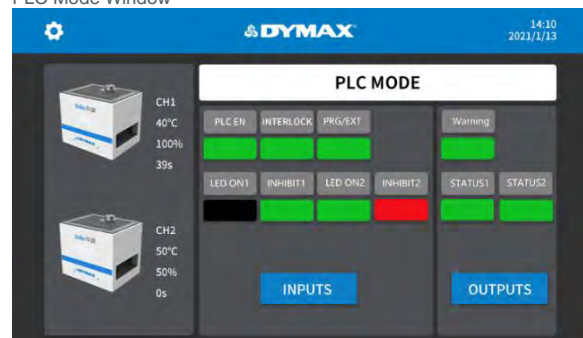 PLC Mode Window
DYMAX
14:10
2021/1/13
PLC MODE
CH1
40°C
100%
39s
PLC EN INTERLOCK PRG/EXT Warning
LED ON1 INHIBIT1 LED ON2 INHIBIT2 STATUS1 STATUS2
CH2
50°C
50%
0s
INPUTS OUTPUTS
DYMAX